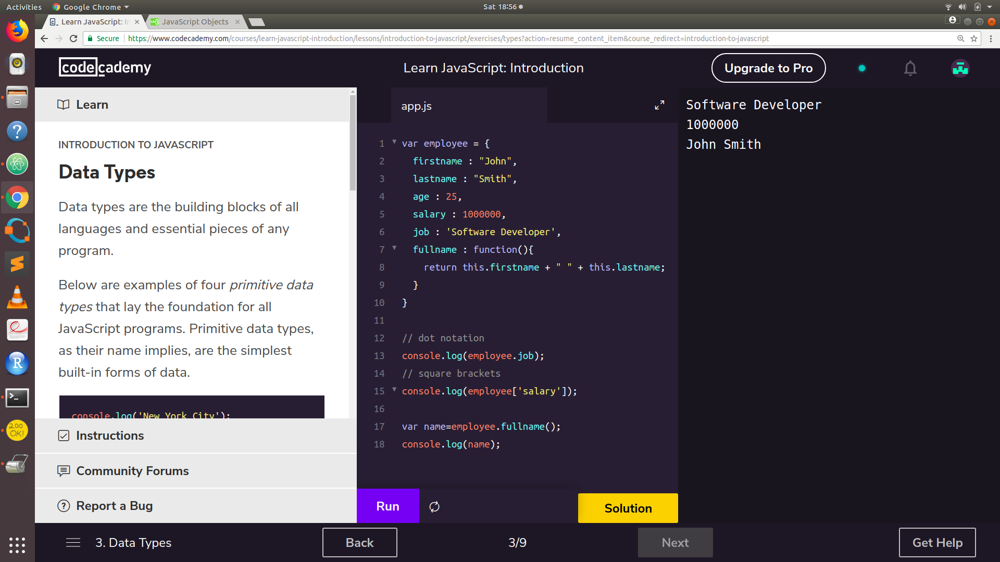 Activities Google Chrome Sat 18:56
Learn JavaScript: In JavaScript Objects
Secure https://www.codecademy.com/courses/learn-javascript-introduction/lessons/introduction-to-javascript/exercises/types?action=resume_content_item&course_redirect=introduction-to-javascript
codecademy
Learn JavaScript: Introduction
Upgrade to Pro
Learn
INTRODUCTION TO JAVASCRIPT
Data Types
Data types are the building blocks of all
languages and essential pieces of any
program.
Below are examples of four primitive data
types that lay the foundation for all
JavaScript programs. Primitive data types,
as their name implies, are the simplest
built-in forms of data.
console.log('New York City');
Instructions
Community Forums
Report a Bug
app.js
1 var employee = {
2 firstname : "John",
3 lastname : "Smith",
4 age : 25,
5 salary : 1000000,
6 job : 'Software Developer',
7 fullname : function(){
8 return this.firstname + " " + this.lastname;
9 }
10 }
11
12 // dot notation
13 console.log(employee.job);
14 // square brackets
15 console.log(employee['salary']);
16
17 var name=employee.fullname();
18 console.log(name);
Run
Solution
Software Developer
1000000
John Smith
3. Data Types
Back
3/9
Next
Get Help
w3
?
R
>_
200
OK!